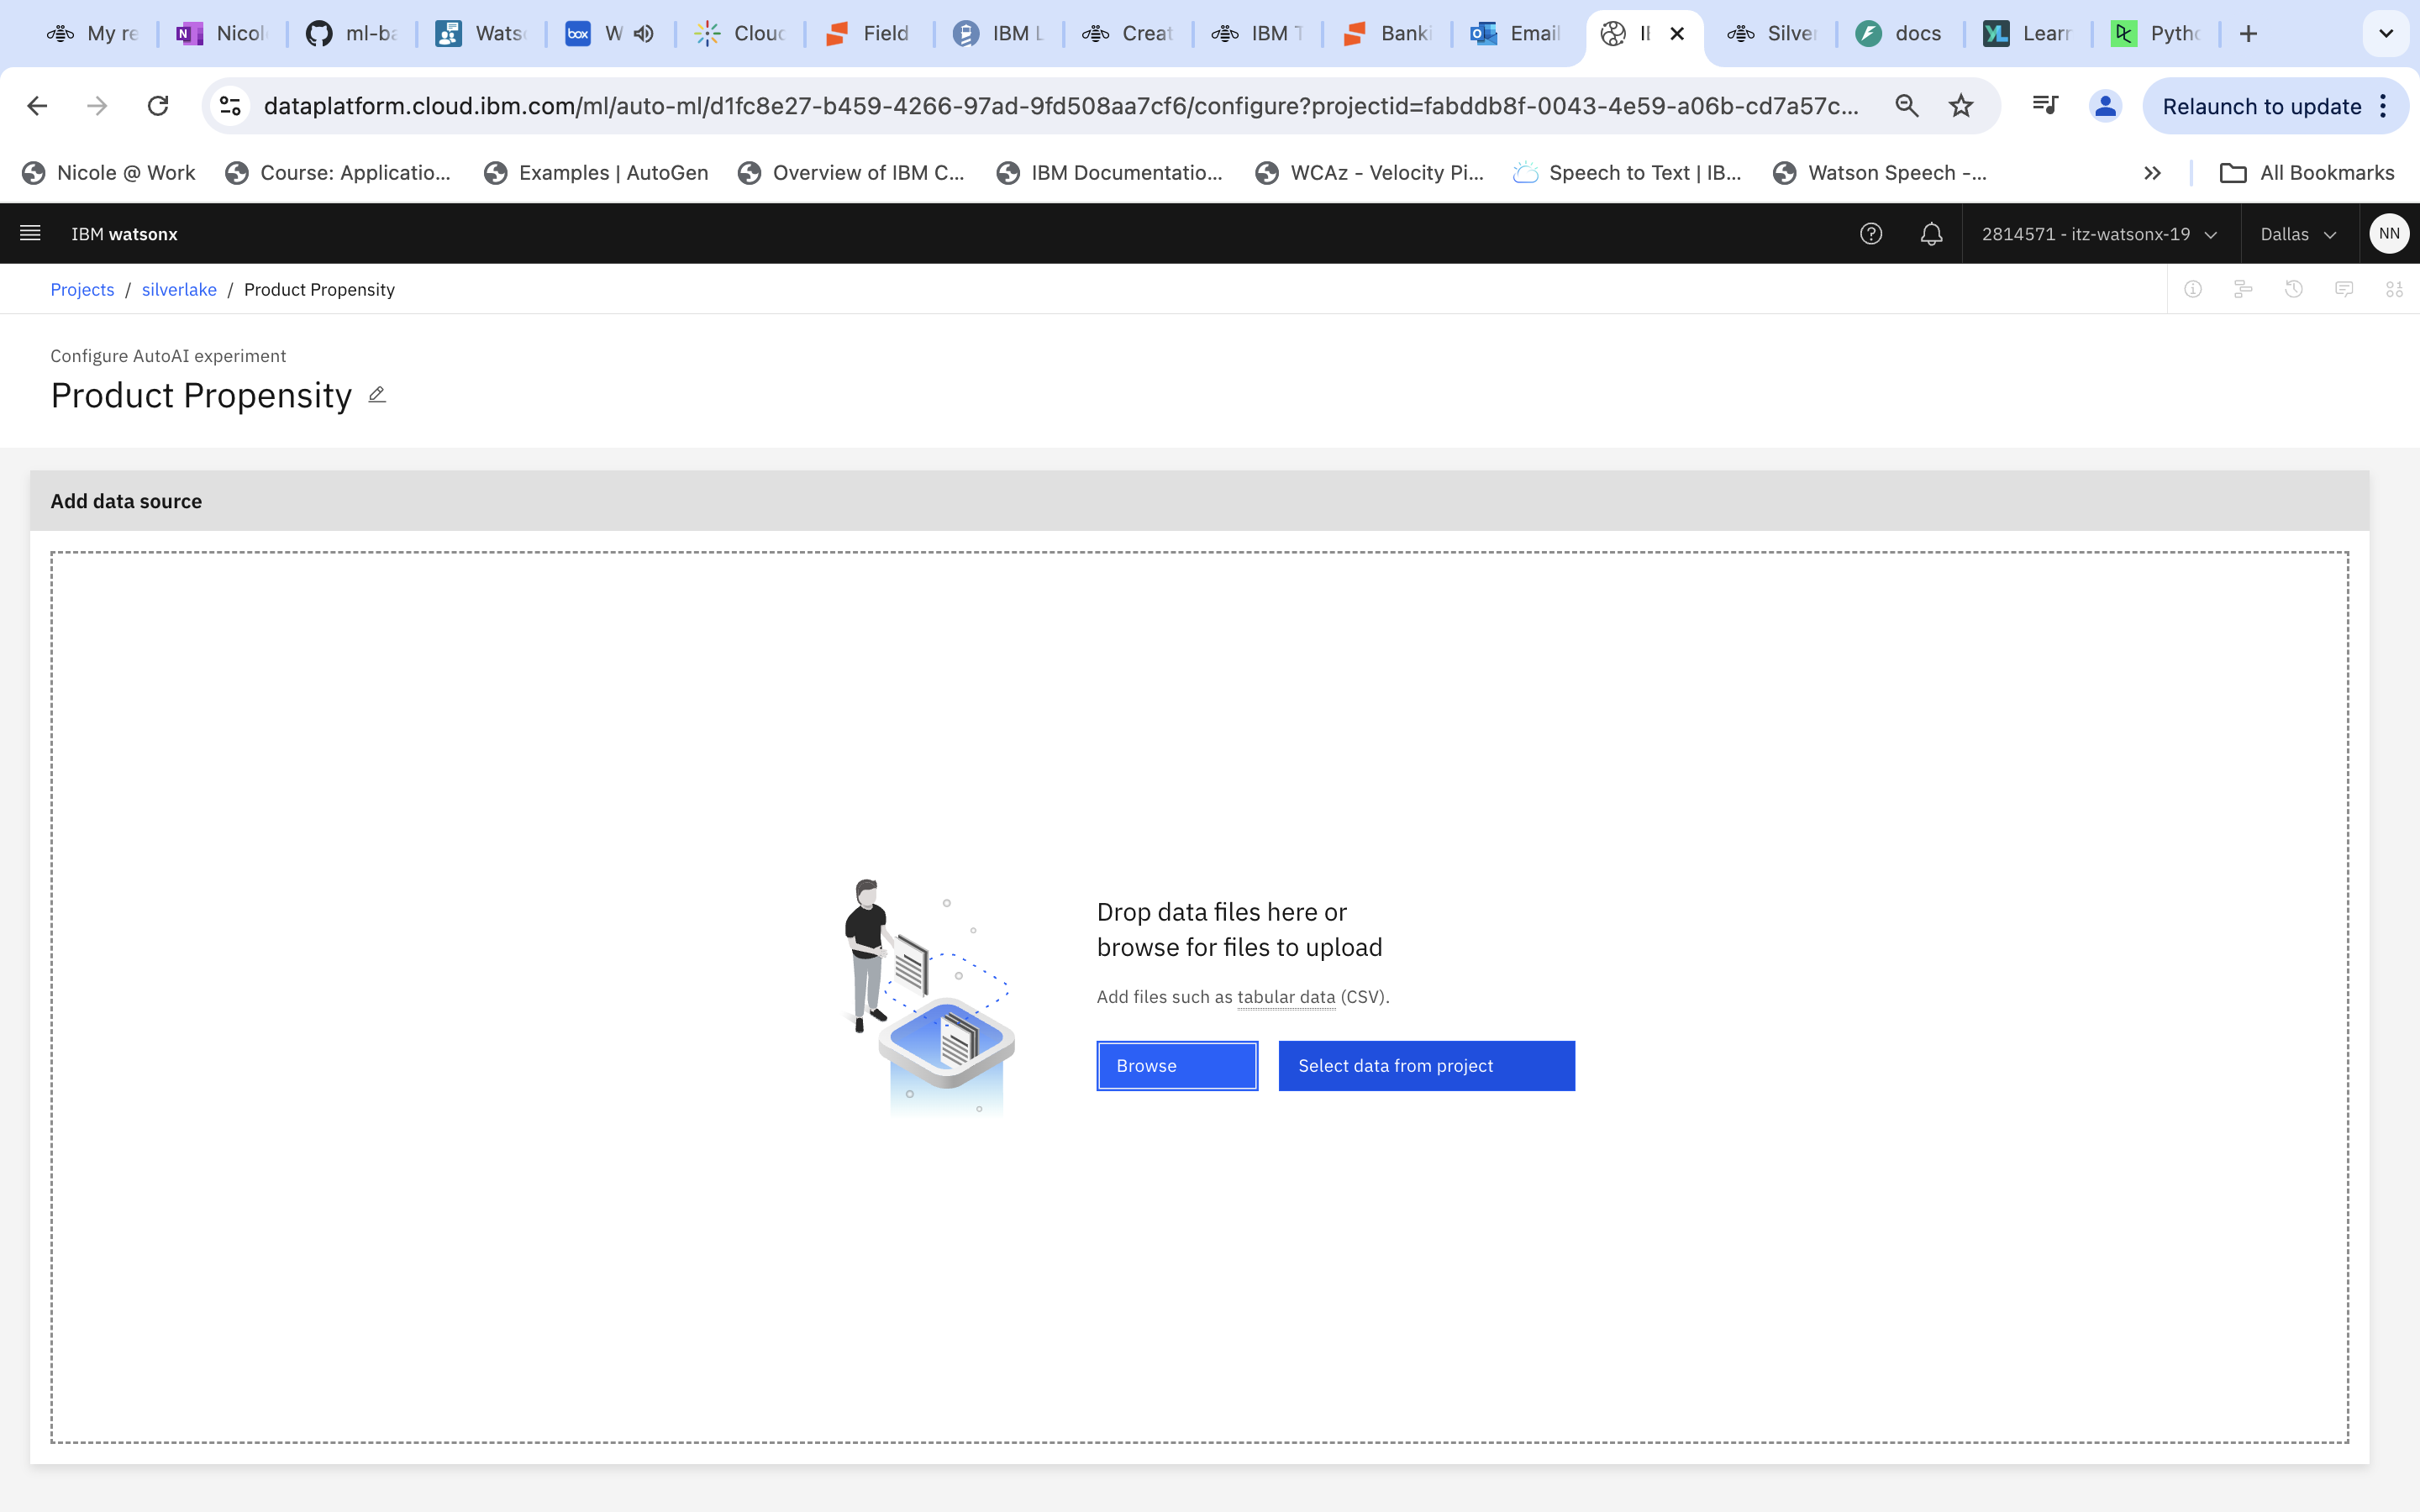 My re
Nicol
ml-ba
Wats
box W
Cloud
Field
IBM L
Creat
IBM T
Banki
Email
Silver
docs
YL Learn
Pytho
dataplatform.cloud.ibm.com/ml/auto-ml/d1fc8e27-b459-4266-97ad-9fd508aa7cf6/configure?projectid=fabddb8f-0043-4e59-a06b-cd7a57c...
Relaunch to update
Nicole @ Work
Course: Applicatio...
Examples | AutoGen
Overview of IBM C...
IBM Documentatio...
WCAz - Velocity Pi...
Speech to Text | IB...
Watson Speech -...
All Bookmarks
IBM watsonx
2814571 - itz-watsonx-19
Dallas
NN
Projects / silverlake / Product Propensity
Configure AutoAI experiment
Product Propensity
Add data source
Drop data files here or
browse for files to upload
Add files such as tabular data (CSV).
Browse
Select data from project